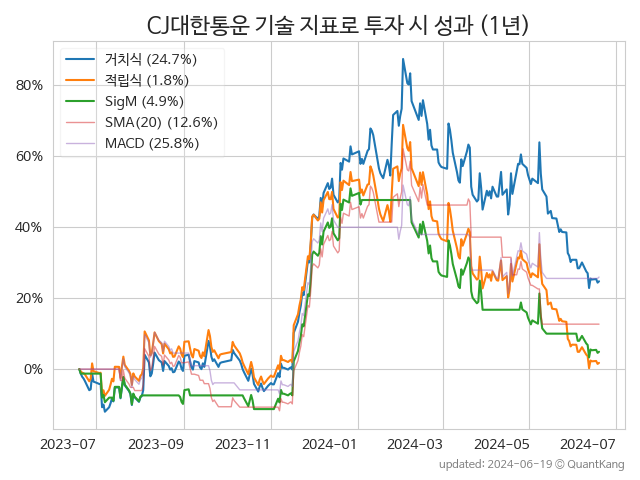 CJ대한통운 기술 지표로 투자 시 성과 (1년)
거치식 (24.7%)
적립식 (1.8%)
SigM (4.9%)
SMA(20) (12.6%)
MACD (25.8%)
80%
60%
40%
20%
0%
2023-07 2023-09 2023-11 2024-01 2024-03 2024-05 2024-07
updated: 2024-06-19 © QuantKang